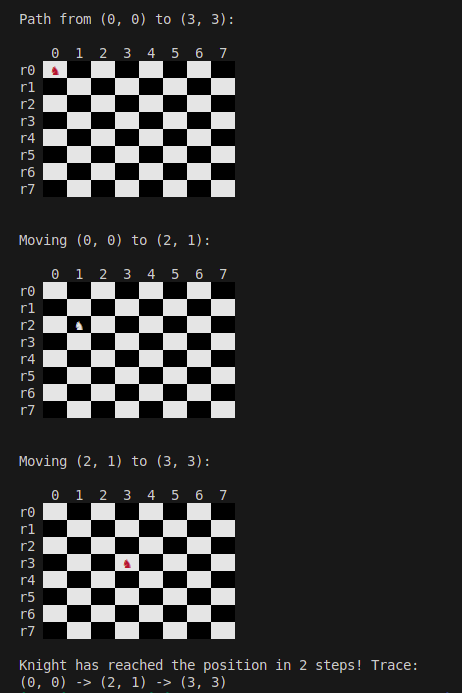 Path from (0, 0) to (3, 3):
0 1 2 3 4 5 6 7
r0 ♞
r1
r2
r3
r4
r5
r6
r7
Moving (0, 0) to (2, 1):
0 1 2 3 4 5 6 7
r0
r1
r2 ♞
r3
r4
r5
r6
r7
Moving (2, 1) to (3, 3):
0 1 2 3 4 5 6 7
r0
r1
r2
r3 ♞
r4
r5
r6
r7
Knight has reached the position in 2 steps! Trace:
(0, 0) -> (2, 1) -> (3, 3)